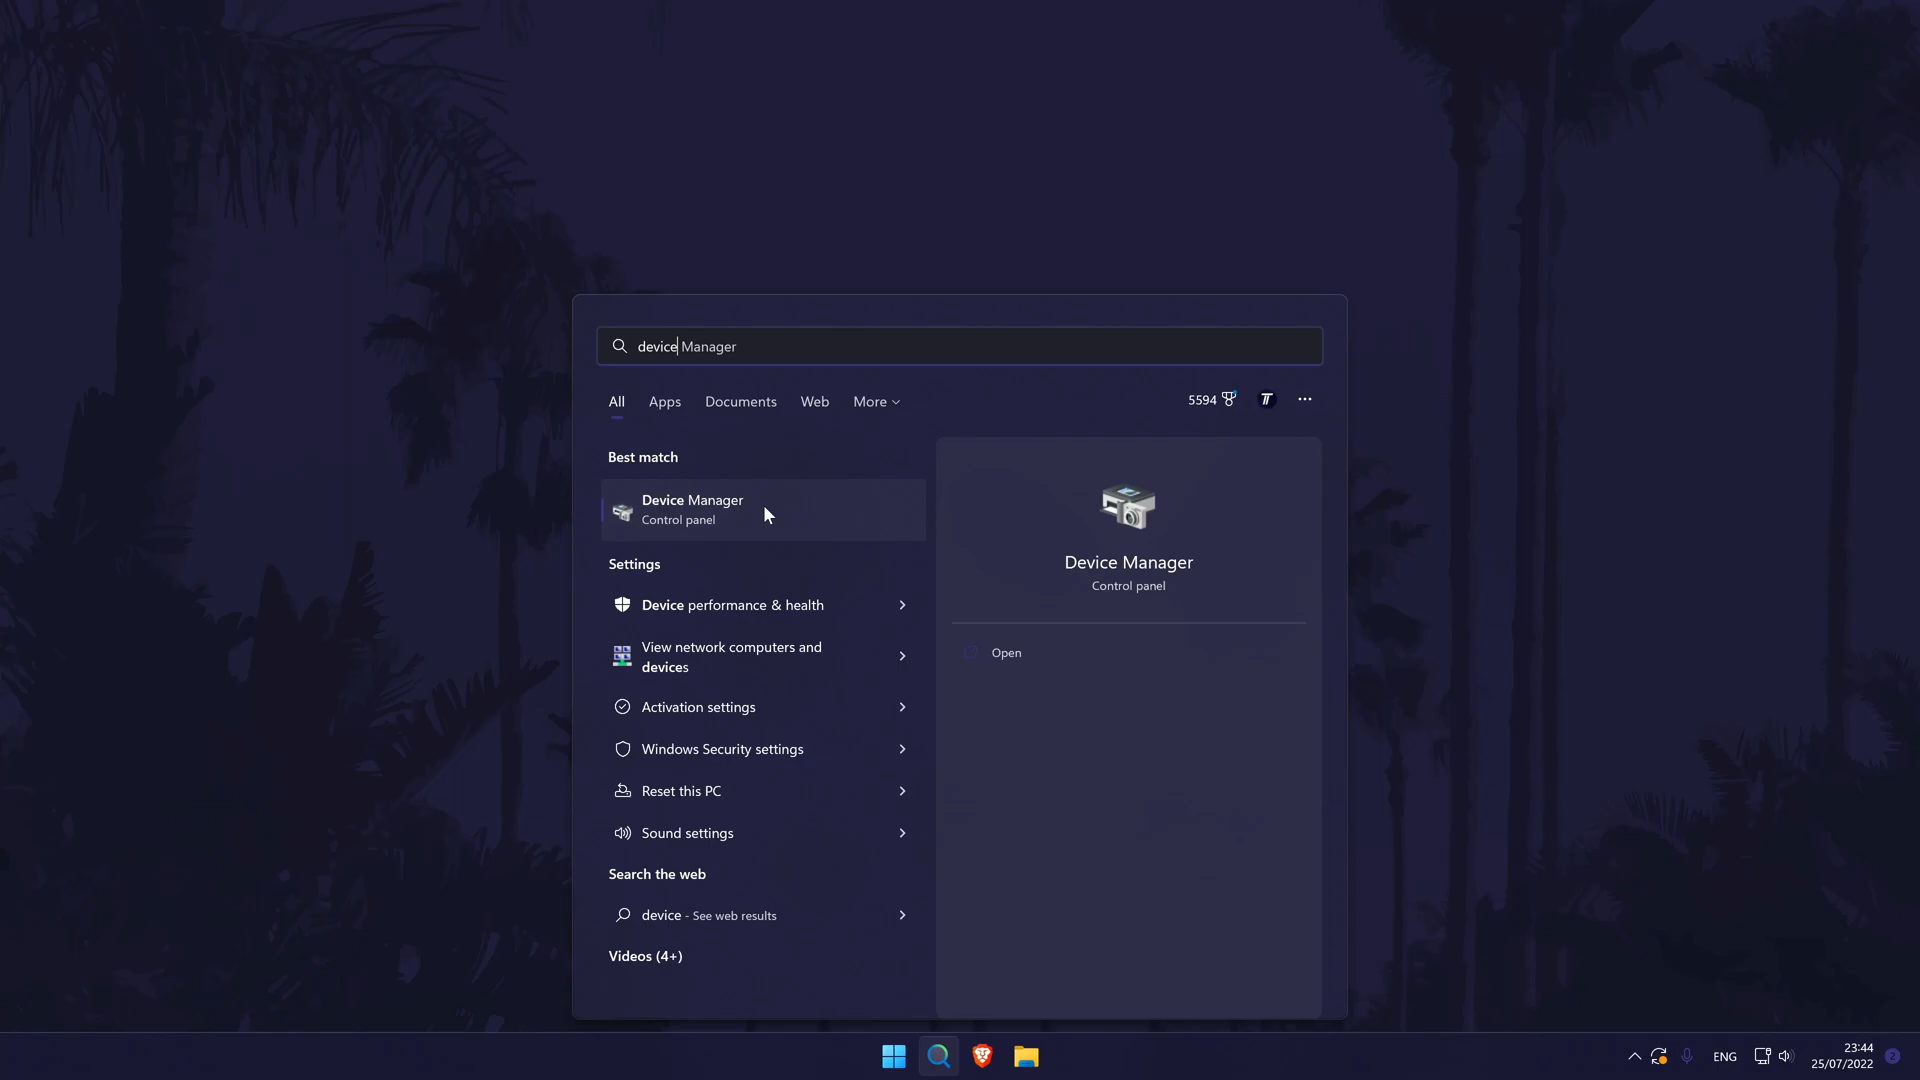 device Manager
All Apps Documents Web More
5594
Best match
Device Manager
Control panel
Settings
Device performance & health
View network computers and
devices
Activation settings
Windows Security settings
Reset this PC
Sound settings
Search the web
device - See web results
Videos (4+)
Device Manager
Control panel
Open
ENG
23:44
25/07/2022
2